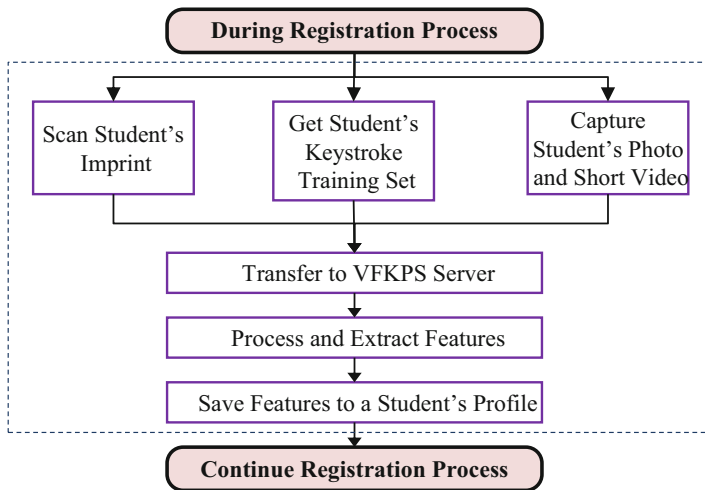 During Registration Process
Scan Student's
Imprint
Get Student's
Keystroke
Training Set
Capture
Student's Photo
and Short Video
Transfer to VFKPS Server
Process and Extract Features
Save Features to a Student's Profile
Continue Registration Process